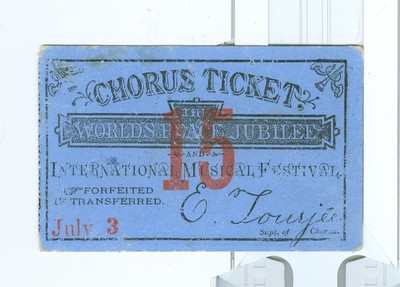 CHORUS TICKET.
THE
WORLD'S PEACE JUBILEE
15
AND
INTERNATIONAL MUSICAL FESTIVAL.
FORFEITED
IF TRANSFERRED.
E. Tourjée
July 3
Supt. of Chorus.